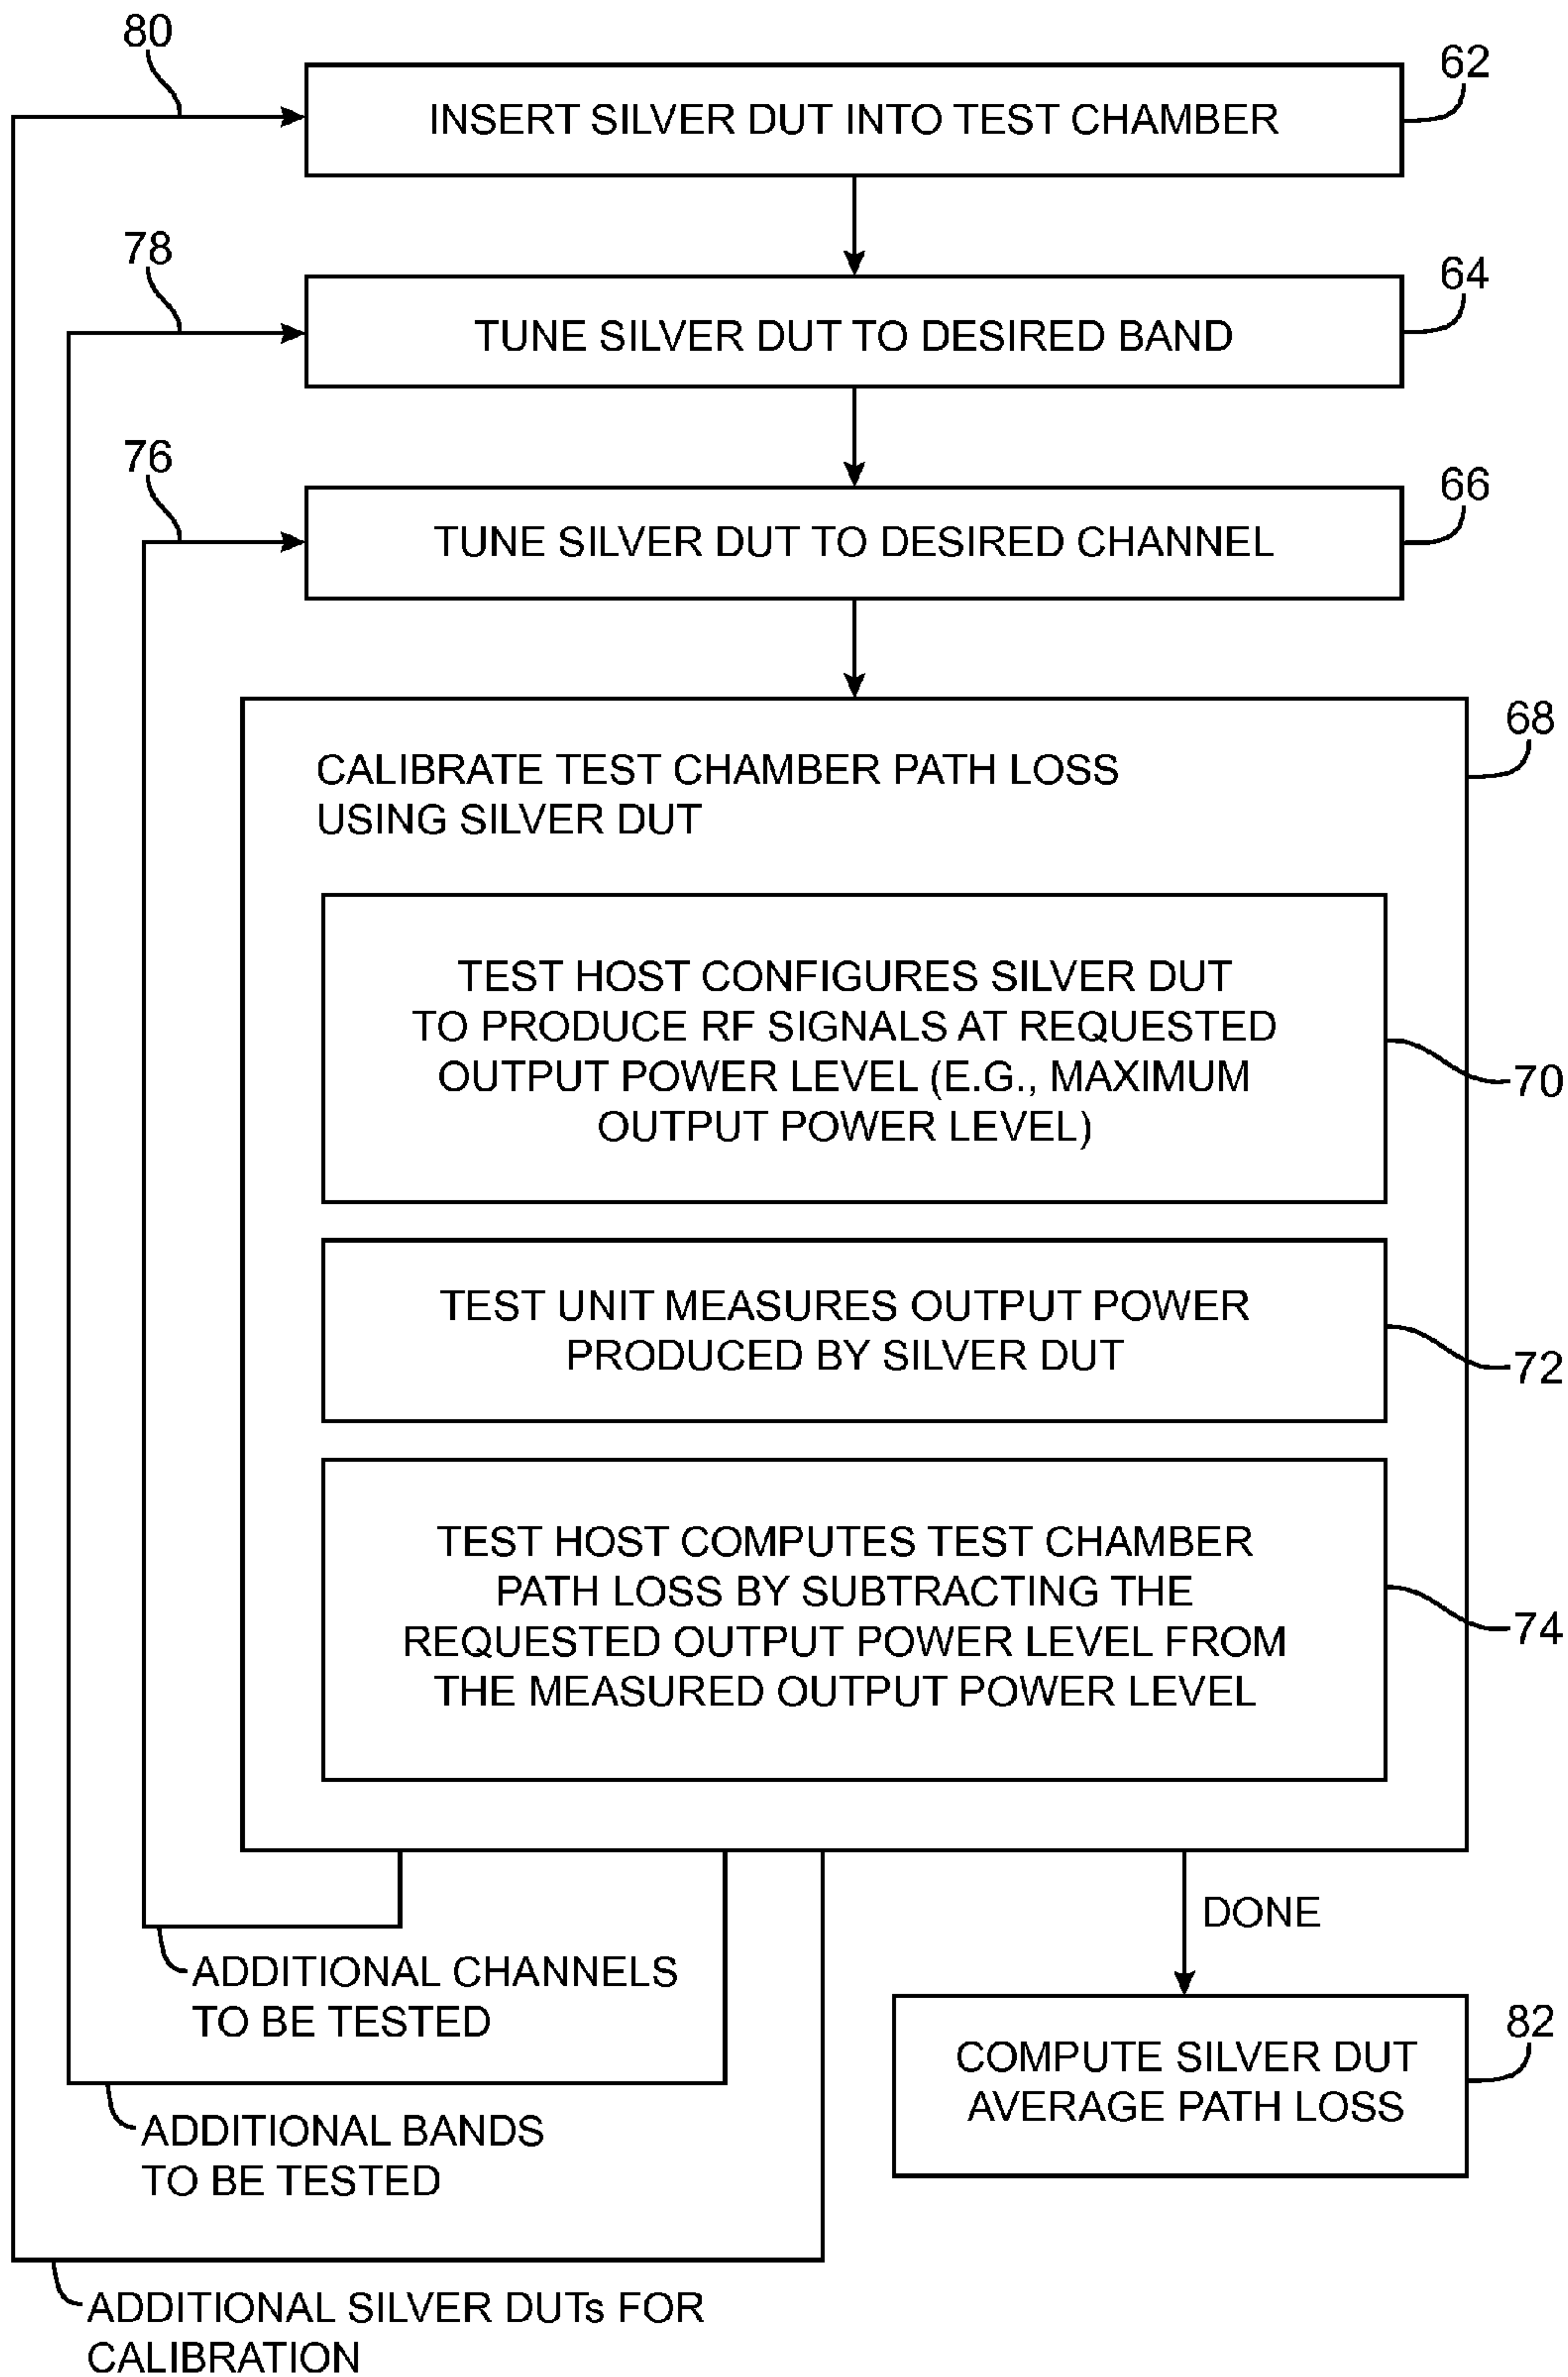 80
62
INSERT SILVER DUT INTO TEST CHAMBER
78
64
TUNE SILVER DUT TO DESIRED BAND
76
66
TUNE SILVER DUT TO DESIRED CHANNEL
68
CALIBRATE TEST CHAMBER PATH LOSS
USING SILVER DUT
TEST HOST CONFIGURES SILVER DUT
TO PRODUCE RF SIGNALS AT REQUESTED
OUTPUT POWER LEVEL (E.G., MAXIMUM
OUTPUT POWER LEVEL)
70
TEST UNIT MEASURES OUTPUT POWER
PRODUCED BY SILVER DUT
72
TEST HOST COMPUTES TEST CHAMBER
PATH LOSS BY SUBTRACTING THE
REQUESTED OUTPUT POWER LEVEL FROM
THE MEASURED OUTPUT POWER LEVEL
74
DONE
ADDITIONAL CHANNELS
TO BE TESTED
82
COMPUTE SILVER DUT
AVERAGE PATH LOSS
ADDITIONAL BANDS
TO BE TESTED
ADDITIONAL SILVER DUTs FOR
CALIBRATION